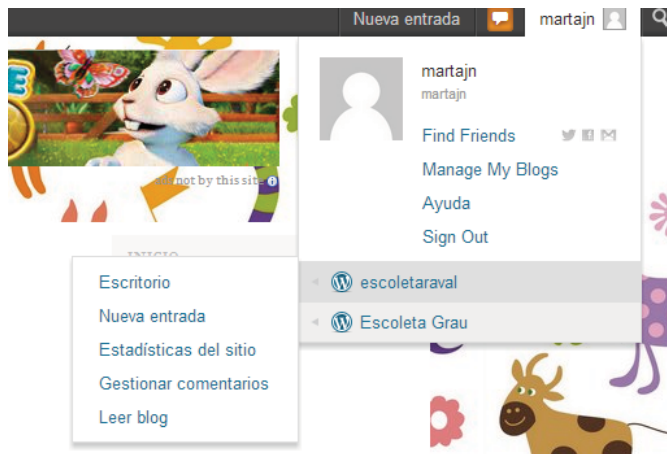 Nueva entrada martajn
martajn
martajn
Find Friends
Manage My Blogs
Ayuda
Sign Out
not by this site
INICIO
escoletaraval
Escoleta Grau
Escritorio
Nueva entrada
Estadísticas del sitio
Gestionar comentarios
Leer blog